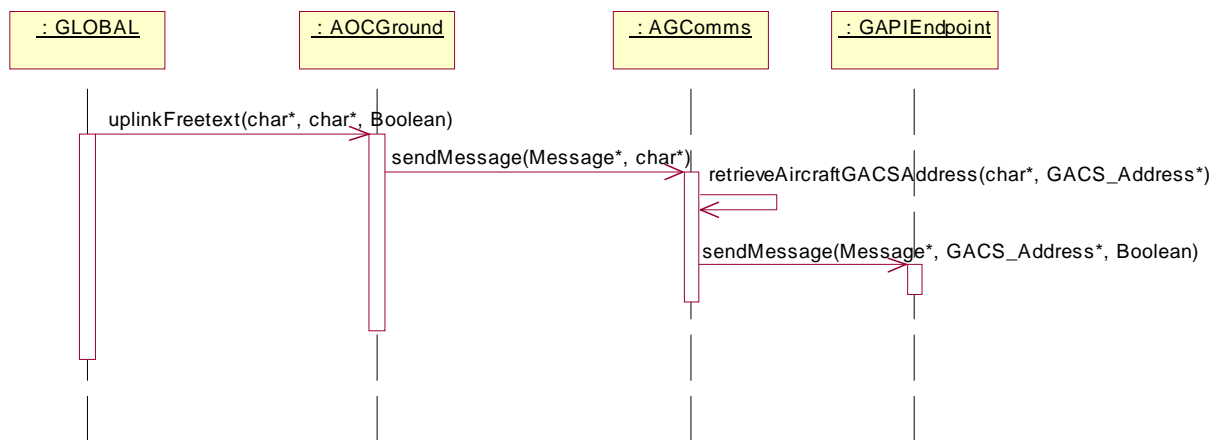 : GLOBAL
: AOCGround
: AGComms
: GAPIEndpoint
uplinkFreetext(char*, char*, Boolean)
sendMessage(Message*, char*)
retrieveAircraftGACSAddress(char*, GACS_Address*)
sendMessage(Message*, GACS_Address*, Boolean)